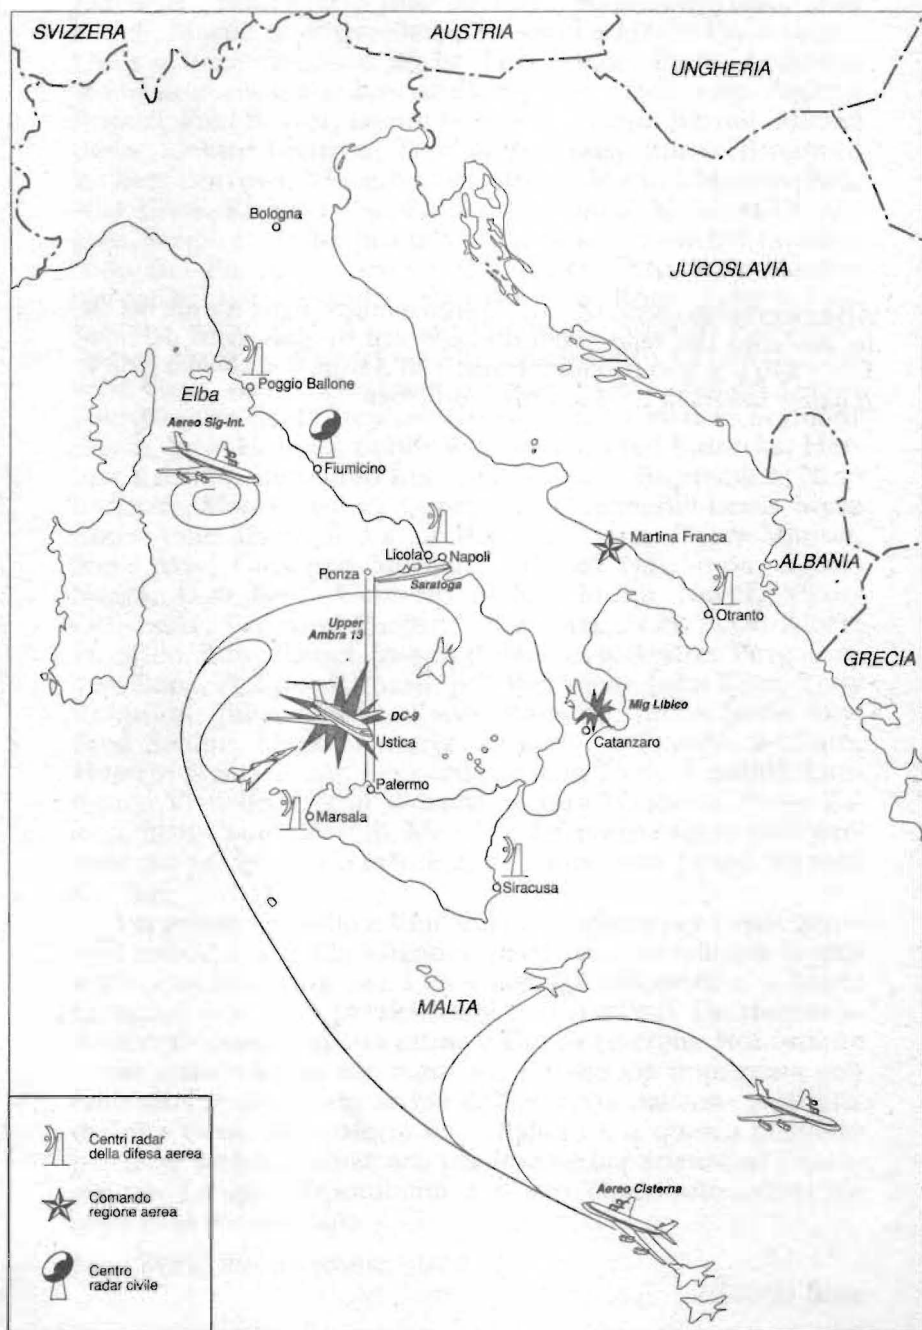 SVIZZERA
AUSTRIA
UNGHERIA
Bologna
JUGOSLAVIA
Poggio Ballone
Elba
Aereo Sig-Int.
Fiumicino
Martina Franca
Licola
Napoli
ALBANIA
Ponza
Saratoga
Otranto
Upper
Ambra 13
GRECIA
Mig Libico
DC-9
Catanzaro
Ustica
Palermo
Marsala
Siracusa
MALTA
Aereo Cisterna
Centri radar
della difesa aerea
Comando
regione aerea
Centro
radar civile